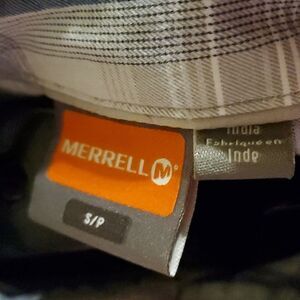 MERRELL M®
S/P
India
Fabriqué en
Inde